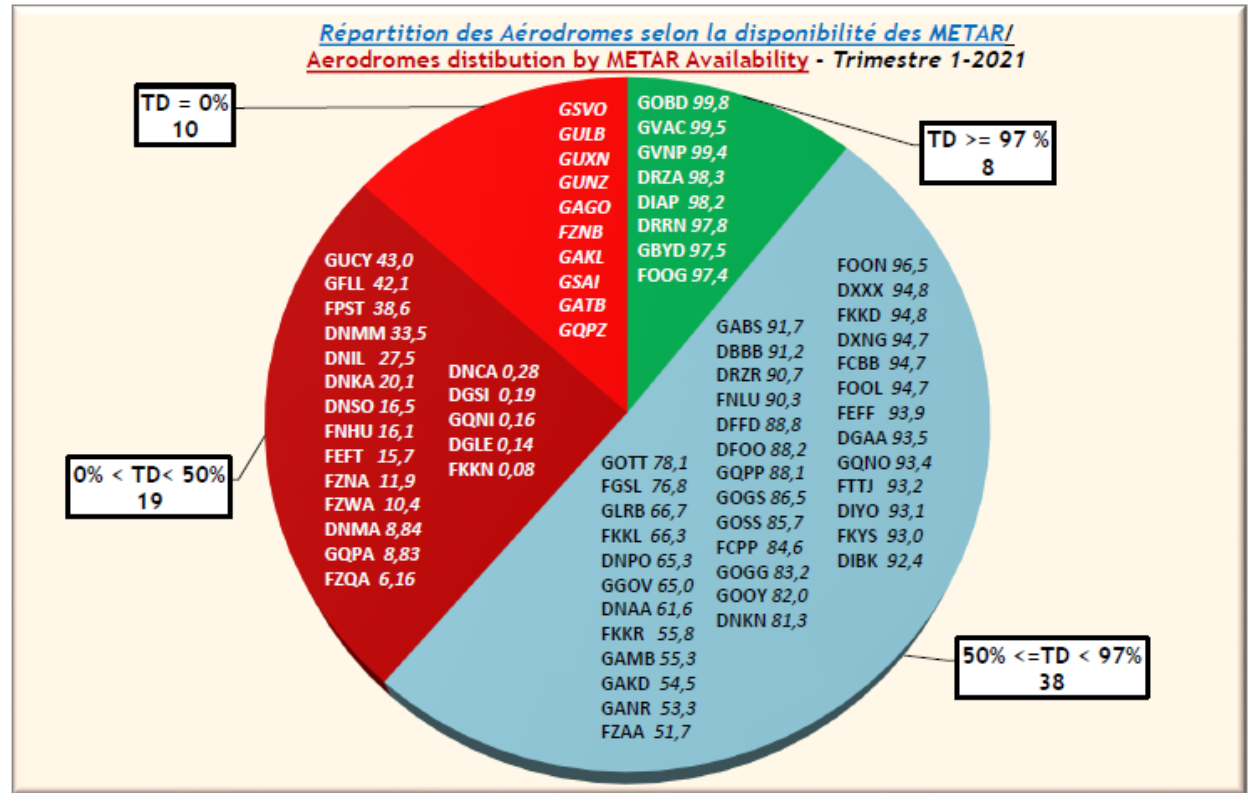 Répartition des Aérodromes selon la disponibilité des METAR/
Aerodromes distibution by METAR Availability - Trimestre 1-2021
TD = 0%
10
GSVO
GULB
GUXN
GUNZ
GAGO
FZNB
GAKL
GSAI
GATB
GQPZ
GOBD 99,8
GVAC 99,5
GVNP 99,4
DRZA 98,3
DIAP 98,2
DRRN 97,8
GBYD 97,5
FOOG 97,4
TD >= 97 %
8
GUCY 43,0
GFLL 42,1
FPST 38,6
DNMM 33,5
DNIL 27,5
DNKA 20,1
DNSO 16,5
FNHU 16,1
FEFT 15,7
FZNA 11,9
FZWA 10,4
DNMA 8,84
GQPA 8,83
FZQA 6,16
DNCA 0,28
DGSI 0,19
GQNI 0,16
DGLE 0,14
FKKN 0,08
0% < TD< 50%
19
GOTT 78,1
FGSL 76,8
GLRB 66,7
FKKL 66,3
DNPO 65,3
GGOV 65,0
DNAA 61,6
FKKR 55,8
GAMB 55,3
GAKD 54,5
GANR 53,3
FZAA 51,7
GABS 91,7
DBBB 91,2
DRZR 90,7
FNLU 90,3
DFFD 88,8
DFOO 88,2
GQPP 88,1
GOGS 86,5
GOSS 85,7
FCPP 84,6
GOGG 83,2
GOOY 82,0
DNKN 81,3
FOON 96,5
DXXX 94,8
FKKD 94,8
DXNG 94,7
FCBB 94,7
FOOL 94,7
FEFF 93,9
DGAA 93,5
GQNO 93,4
FTTJ 93,2
DIYO 93,1
FKYS 93,0
DIBK 92,4
50% <=TD < 97%
38